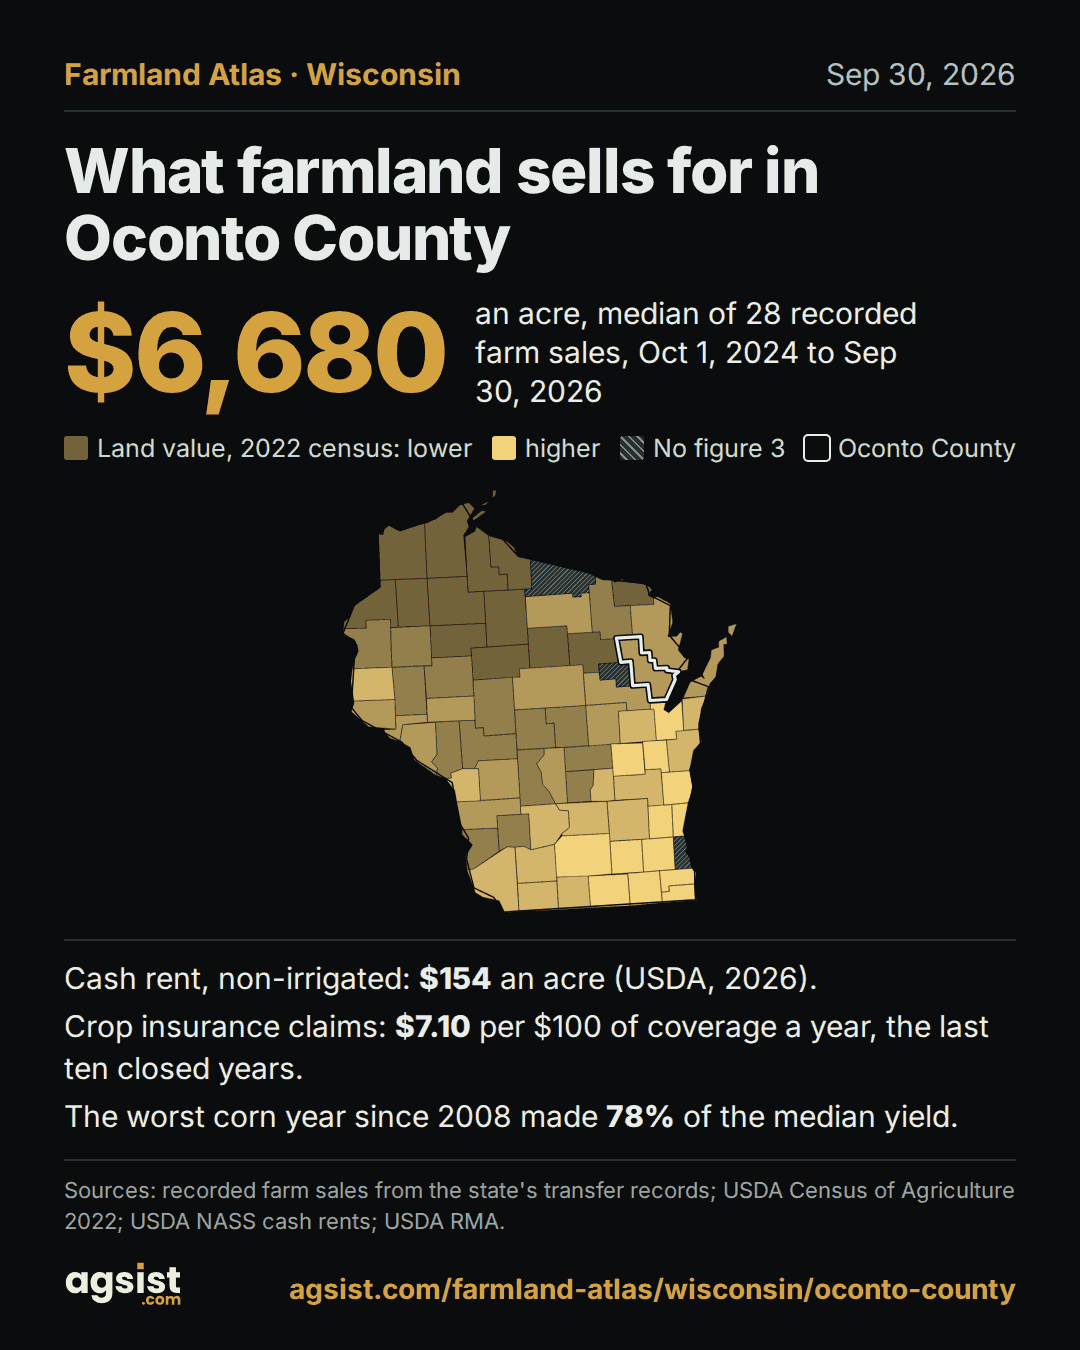 Farmland Atlas · Wisconsin
Sep 30, 2026
What farmland sells for in
Oconto County
$6,680
an acre, median of 28 recorded
farm sales, Oct 1, 2024 to Sep
30, 2026
Land value, 2022 census: lower
higher
No figure 3
Oconto County
Cash rent, non-irrigated: $154 an acre (USDA, 2026).
Crop insurance claims: $7.10 per $100 of coverage a year, the last
ten closed years.
The worst corn year since 2008 made 78% of the median yield.
Sources: recorded farm sales from the state's transfer records; USDA Census of Agriculture
2022; USDA NASS cash rents; USDA RMA.
agsist
.com
agsist.com/farmland-atlas/wisconsin/oconto-county